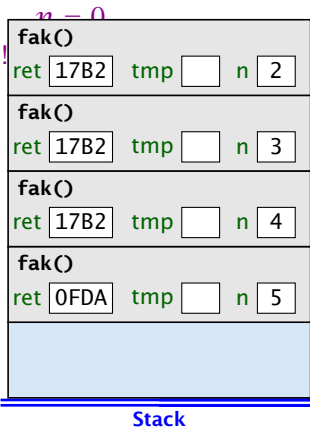 n = 0
!
fak()
ret 17B2 tmp n 2
fak()
ret 17B2 tmp n 3
fak()
ret 17B2 tmp n 4
fak()
ret 0FDA tmp n 5
Stack